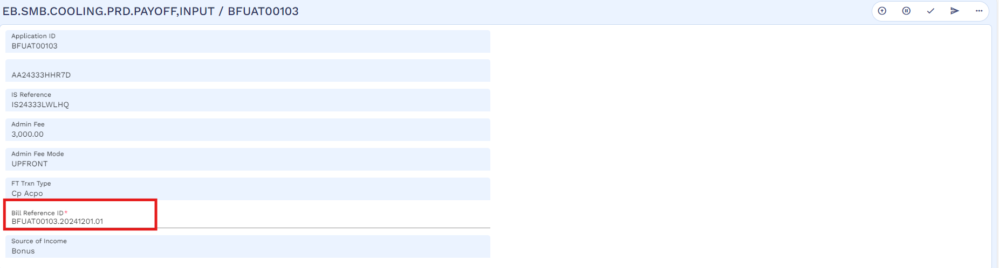 EB.SMB.COOLING.PRD.PAYOFF,INPUT / BFUAT00103
Application ID
BFUAT00103
AA24333HHR7D
IS Reference
IS24333LWLHQ
Admin Fee
3,000.00
Admin Fee Mode
UPFRONT
FT Trxn Type
Cp Acpo
Bill Reference ID*
BFUAT00103.20241201.01
Source of Income
Bonus